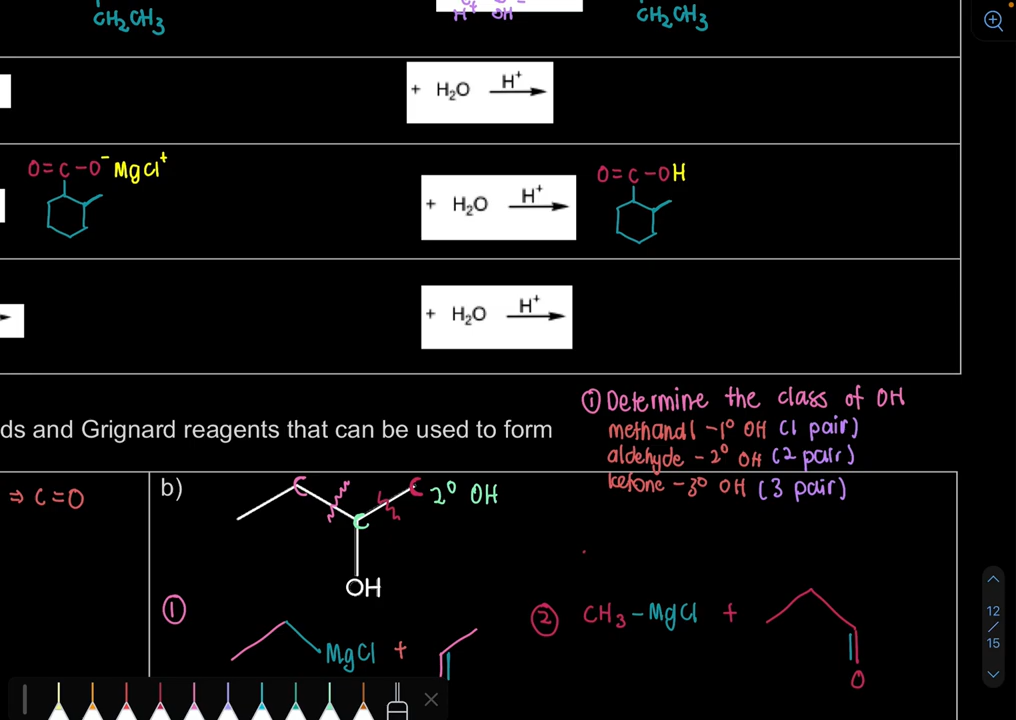 CH2CH3
H+ OH
CH2CH3
+ H₂O H⁺
O=C-O⁻ MgCl⁺
+ H₂O H⁺
O=C-OH
+ H₂O H⁺
① Determine the class of OH
methanal -1° OH (1 pair)
ds and Grignard reagents that can be used to form
aldehyde -2° OH (2 pair)
ketone -3° OH (3 pair)
⇒ C=O
b)
C C C 2° OH
OH
①
MgCl +
② CH₃-MgCl +
O
12
/
15